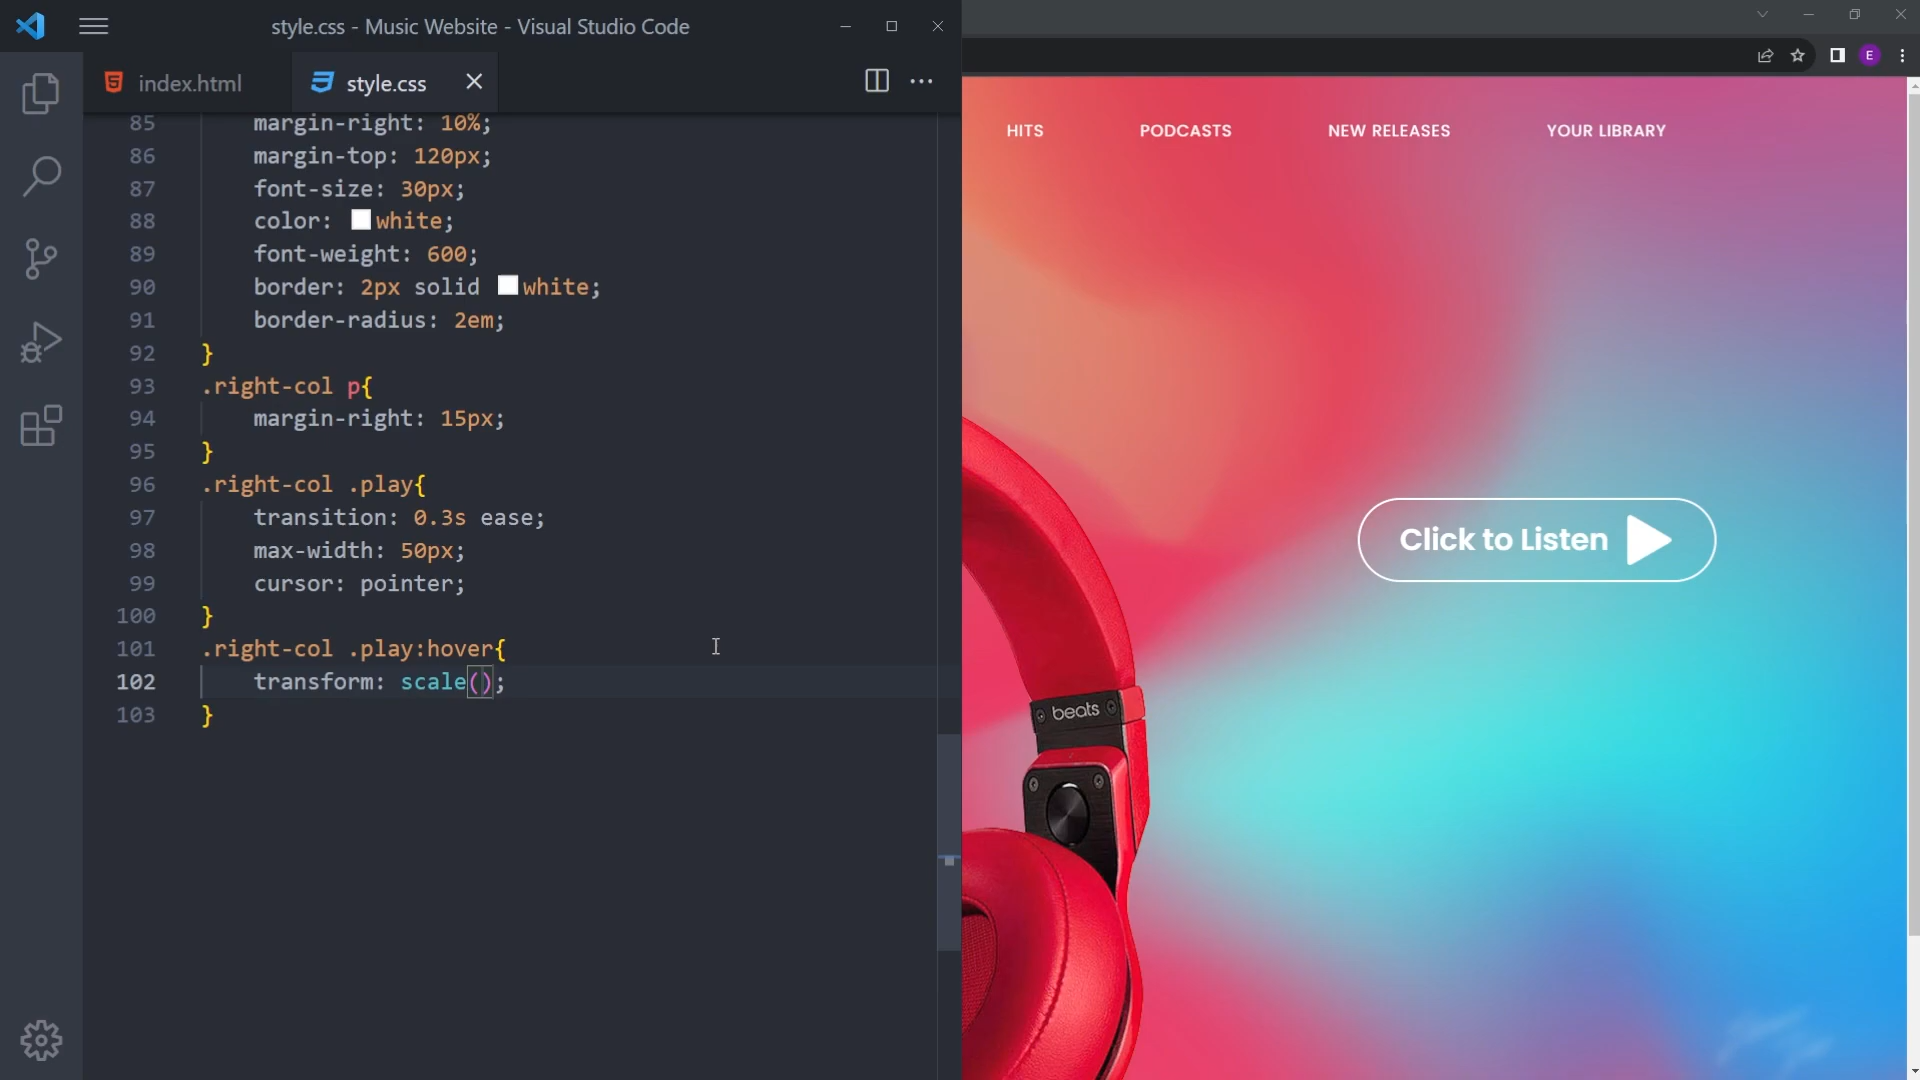 style.css - Music Website - Visual Studio Code
index.html
style.css
85 margin-right: 10%;
86 margin-top: 120px;
87 font-size: 30px;
88 color: white;
89 font-weight: 600;
90 border: 2px solid white;
91 border-radius: 2em;
92 }
93 .right-col p{
94 margin-right: 15px;
95 }
96 .right-col .play{
97 transition: 0.3s ease;
98 max-width: 50px;
99 cursor: pointer;
100 }
101 .right-col .play:hover{
102 transform: scale();
103 }
E
HITS PODCASTS NEW RELEASES YOUR LIBRARY
Click to Listen
beats